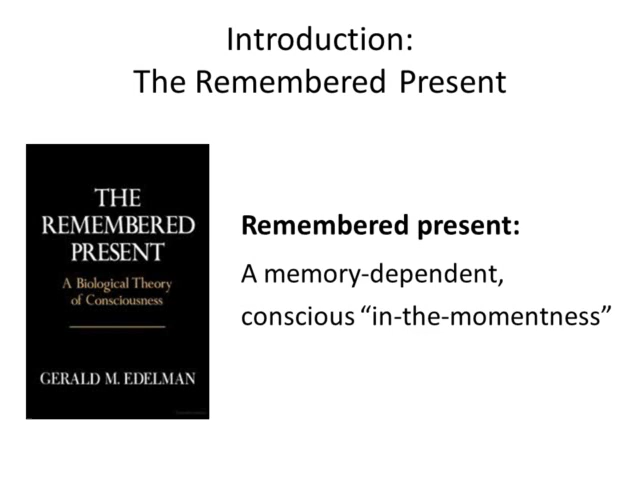 Introduction:
The Remembered Present
THE
REMEMBERED
PRESENT
A Biological Theory
of Consciousness
GERALD M. EDELMAN
Remembered present:
A memory-dependent,
conscious “in-the-momentness”